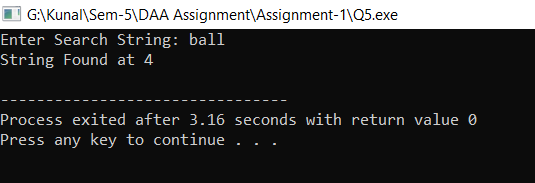 G:\Kunal\Sem-5\DAA Assignment\Assignment-1\Q5.exe
Enter Search String: ball
String Found at 4
--------------------------------
Process exited after 3.16 seconds with return value 0
Press any key to continue . . .